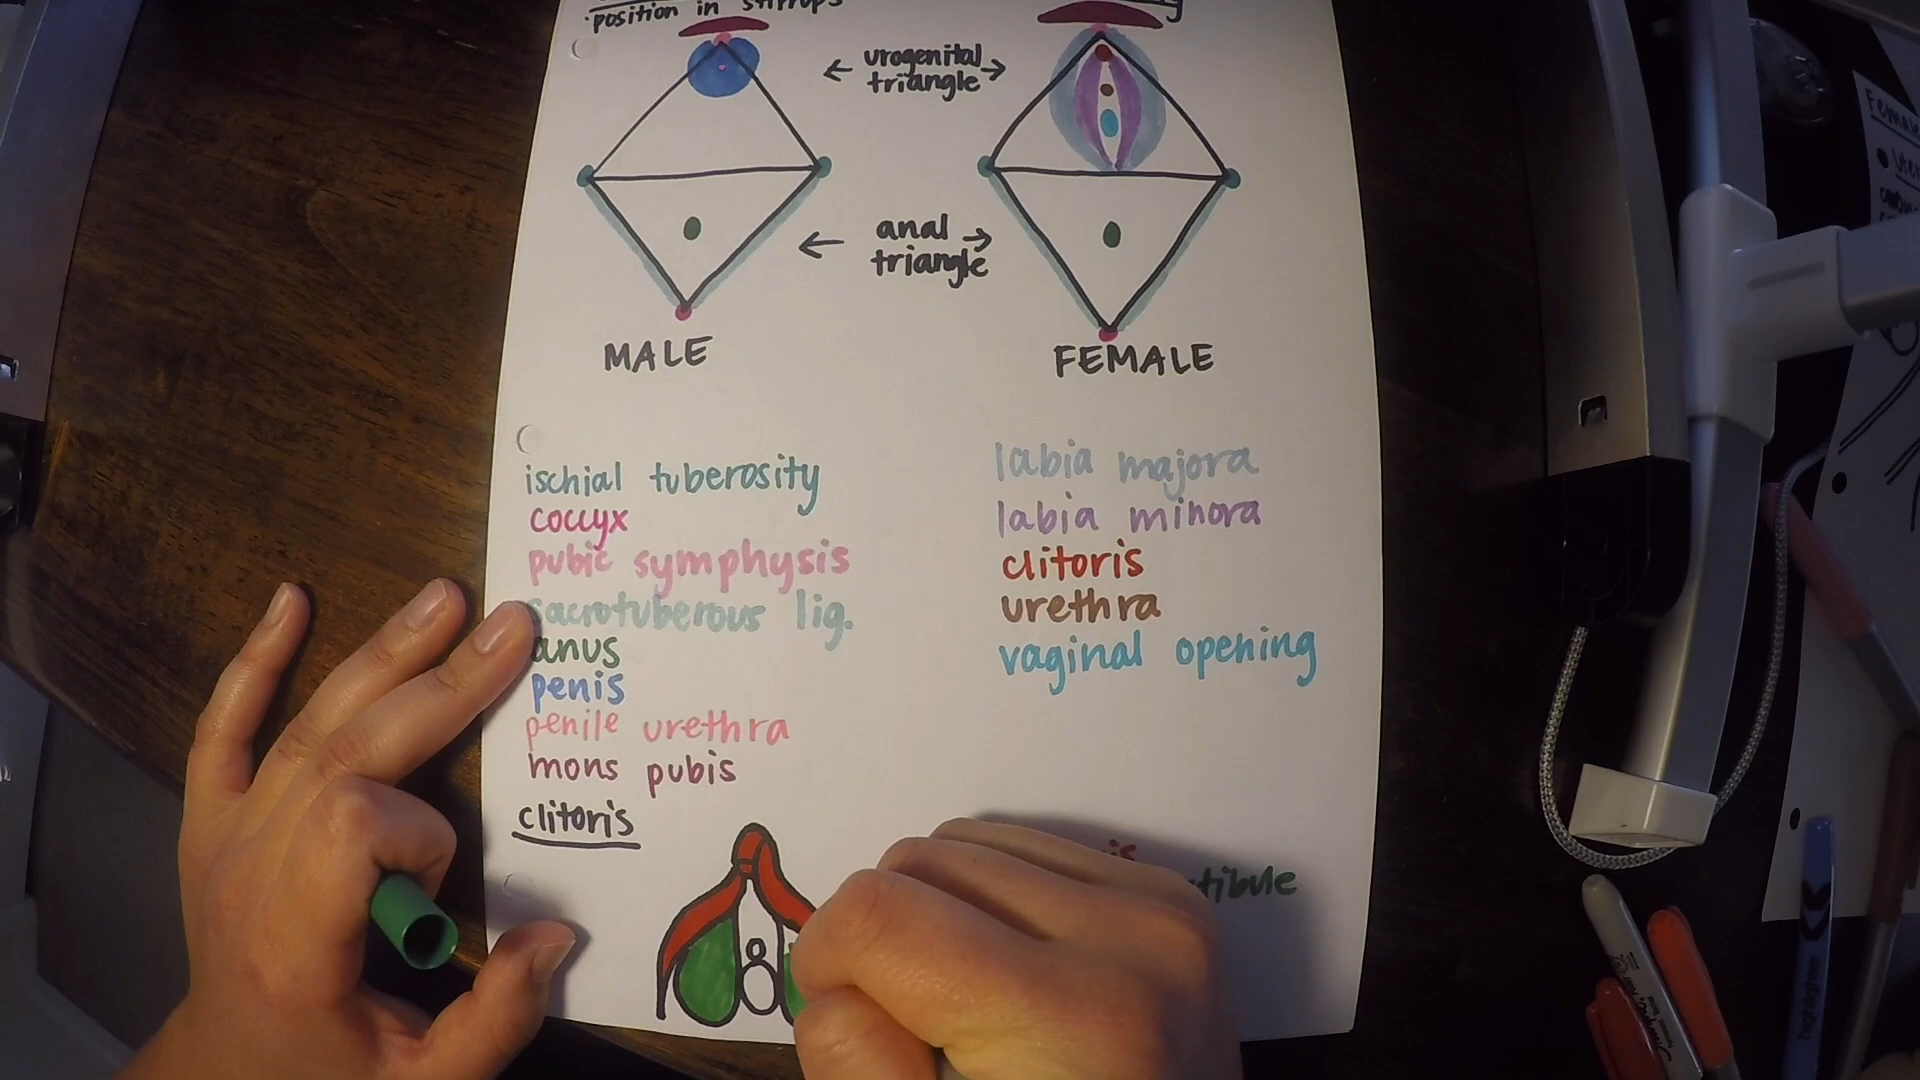 position in stirrups
urogenital
triangle
anal
triangle
MALE
FEMALE
ischial tuberosity
coccyx
pubic symphysis
sacrotuberous lig.
anus
penis
penile urethra
mons pubis
labia majora
labia minora
clitoris
urethra
vaginal opening
clitoris
highlighter